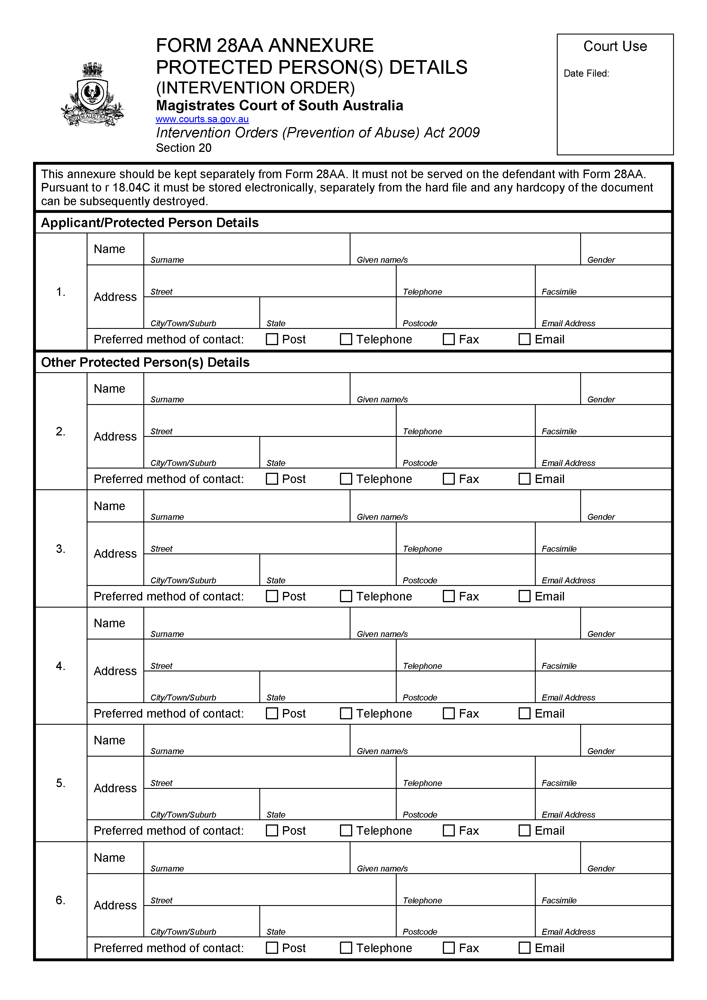 FORM 28AA ANNEXURE
PROTECTED PERSON(S) DETAILS
(INTERVENTION ORDER)
Magistrates Court of South Australia
www.courts.sa.gov.au
Intervention Orders (Prevention of Abuse) Act 2009
Section 20
Court Use
Date Filed:
SOUTH AUSTRALIA
This annexure should be kept separately from Form 28AA. It must not be served on the defendant with Form 28AA.
Pursuant to r 18.04C it must be stored electronically, separately from the hard file and any hardcopy of the document
can be subsequently destroyed.
Applicant/Protected Person Details
1.
Name
Surname Given name/s Gender
Address
Street Telephone Facsimile
City/Town/Suburb State Postcode Email Address
Preferred method of contact: Post Telephone Fax Email
Other Protected Person(s) Details
2.
Name
Surname Given name/s Gender
Address
Street Telephone Facsimile
City/Town/Suburb State Postcode Email Address
Preferred method of contact: Post Telephone Fax Email
3.
Name
Surname Given name/s Gender
Address
Street Telephone Facsimile
City/Town/Suburb State Postcode Email Address
Preferred method of contact: Post Telephone Fax Email
4.
Name
Surname Given name/s Gender
Address
Street Telephone Facsimile
City/Town/Suburb State Postcode Email Address
Preferred method of contact: Post Telephone Fax Email
5.
Name
Surname Given name/s Gender
Address
Street Telephone Facsimile
City/Town/Suburb State Postcode Email Address
Preferred method of contact: Post Telephone Fax Email
6.
Name
Surname Given name/s Gender
Address
Street Telephone Facsimile
City/Town/Suburb State Postcode Email Address
Preferred method of contact: Post Telephone Fax Email